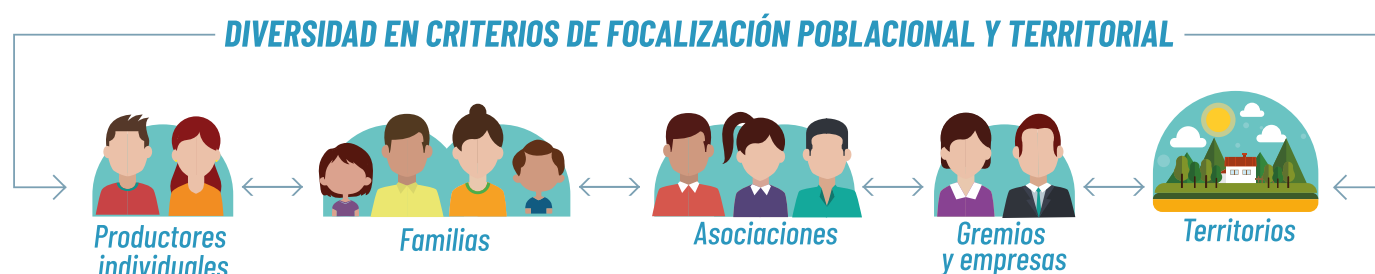 DIVERSIDAD EN CRITERIOS DE FOCALIZACIÓN POBLACIONAL Y TERRITORIAL
Productores
individuales
Familias
Asociaciones
Gremios
y empresas
Territorios